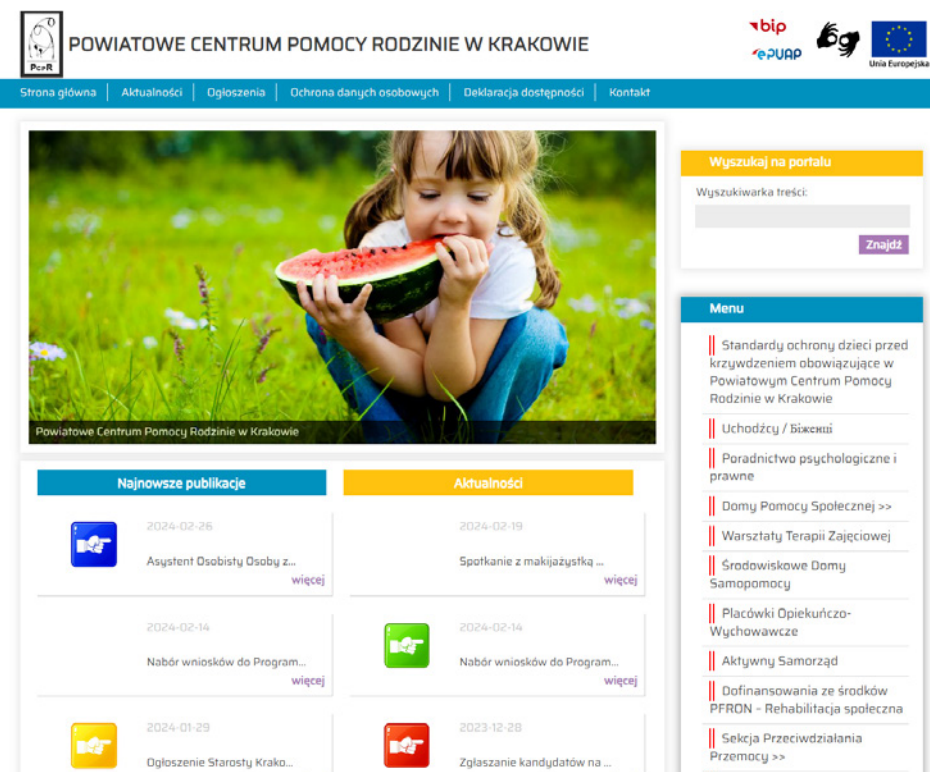 PCPR
POWIATOWE CENTRUM POMOCY RODZINIE W KRAKOWIE
bip
ePUAP
Unia Europejska
Strona główna
Aktualności
Ogłoszenia
Ochrona danych osobowych
Deklaracja dostępności
Kontakt
Powiatowe Centrum Pomocy Rodzinie w Krakowie
Wyszukaj na portalu
Wyszukiwarka treści:
Znajdź
Menu
Standardy ochrony dzieci przed
krzywdzeniem obowiązujące w
Powiatowym Centrum Pomocy
Rodzinie w Krakowie
Uchodźcy / Біженці
Poradnictwo psychologiczne i
prawne
Domy Pomocy Społecznej >>
Warsztaty Terapii Zajęciowej
Środowiskowe Domy
Samopomocy
Placówki Opiekuńczo-
Wychowawcze
Aktywny Samorząd
Dofinansowania ze środków
PFRON – Rehabilitacja społeczna
Sekcja Przeciwdziałania
Przemocy >>
Najnowsze publikacje
2024-02-26
Asystent Osobisty Osoby z...
więcej
2024-02-14
Nabór wniosków do Program...
więcej
2024-01-29
Ogłoszenie Starosty Krako...
Aktualności
2024-02-19
Spotkanie z makijażystką ...
więcej
2024-02-14
Nabór wniosków do Program...
więcej
2023-12-28
Zgłaszanie kandydatów na ...